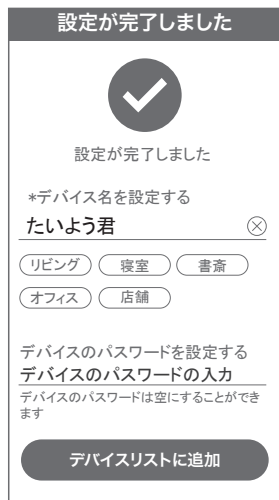 設定が完了しました
設定が完了しました
*デバイス名を設定する
たいよう君
リビング 寝室 書斎
オフィス 店舗
デバイスのパスワードを設定する
デバイスのパスワードの入力
デバイスのパスワードは空にすることができ
ます
デバイスリストに追加